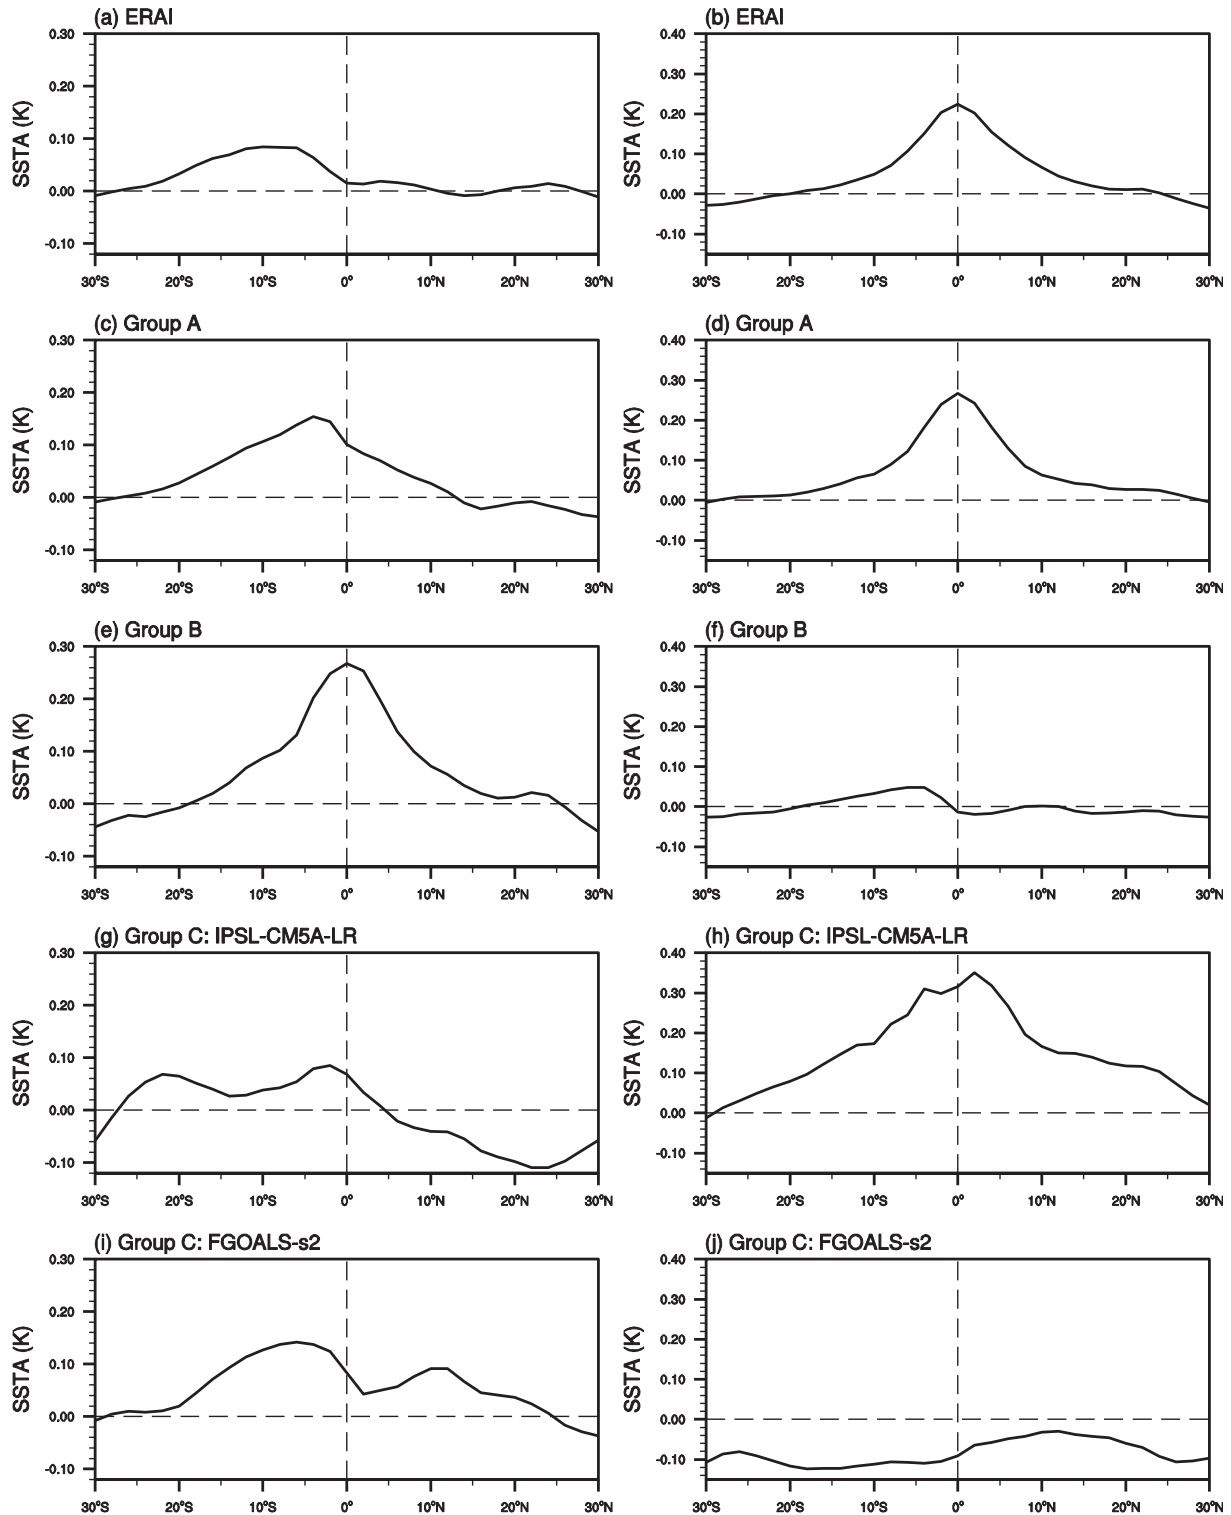 (a) ERAI
(b) ERAI
SSTA (K)
0.30
0.20
0.10
0.00
-0.10
30°S 20°S 10°S 0° 10°N 20°N 30°N
SSTA (K)
0.40
0.30
0.20
0.10
0.00
-0.10
30°S 20°S 10°S 0° 10°N 20°N 30°N
(c) Group A
(d) Group A
SSTA (K)
0.30
0.20
0.10
0.00
-0.10
30°S 20°S 10°S 0° 10°N 20°N 30°N
SSTA (K)
0.40
0.30
0.20
0.10
0.00
-0.10
30°S 20°S 10°S 0° 10°N 20°N 30°N
(e) Group B
(f) Group B
SSTA (K)
0.30
0.20
0.10
0.00
-0.10
30°S 20°S 10°S 0° 10°N 20°N 30°N
SSTA (K)
0.40
0.30
0.20
0.10
0.00
-0.10
30°S 20°S 10°S 0° 10°N 20°N 30°N
(g) Group C: IPSL-CM5A-LR
(h) Group C: IPSL-CM5A-LR
SSTA (K)
0.30
0.20
0.10
0.00
-0.10
30°S 20°S 10°S 0° 10°N 20°N 30°N
SSTA (K)
0.40
0.30
0.20
0.10
0.00
-0.10
30°S 20°S 10°S 0° 10°N 20°N 30°N
(i) Group C: FGOALS-s2
(j) Group C: FGOALS-s2
SSTA (K)
0.30
0.20
0.10
0.00
-0.10
30°S 20°S 10°S 0° 10°N 20°N 30°N
SSTA (K)
0.40
0.30
0.20
0.10
0.00
-0.10
30°S 20°S 10°S 0° 10°N 20°N 30°N